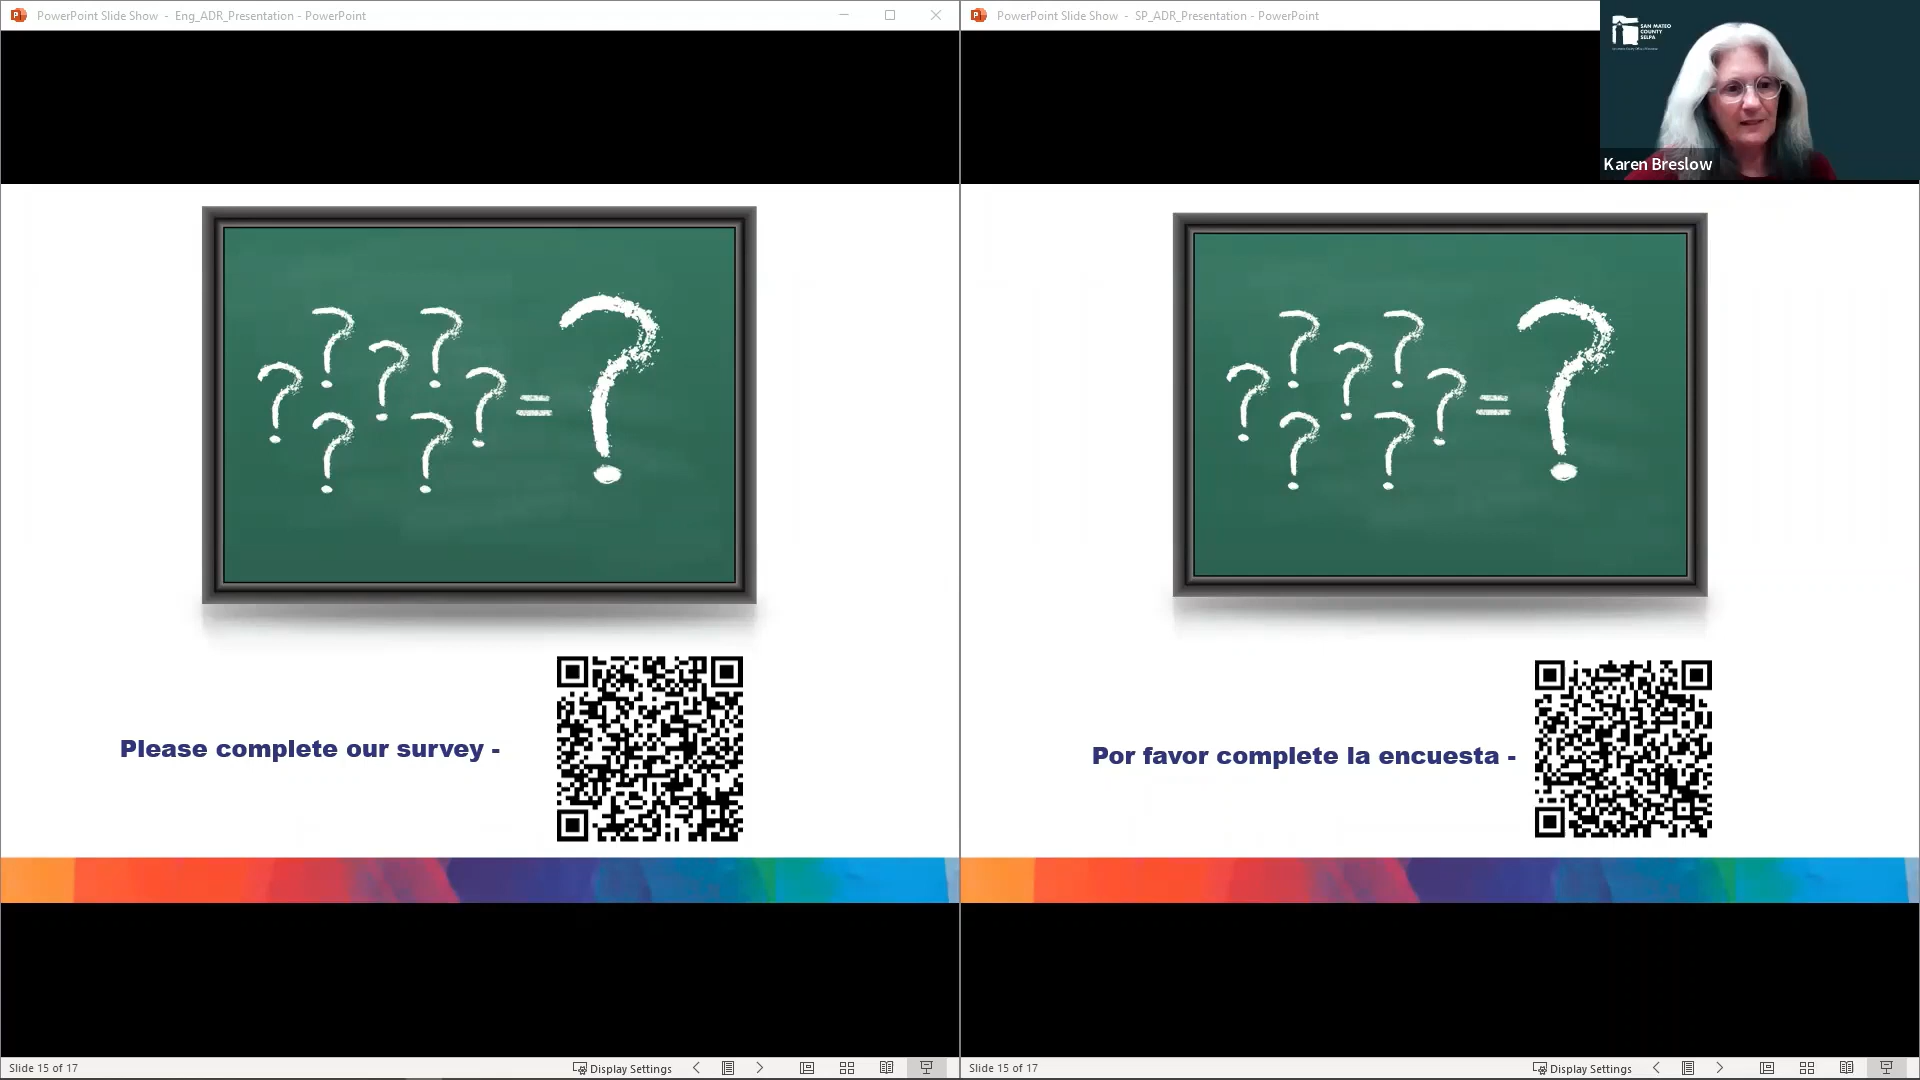 PowerPoint Slide Show - Eng_ADR_Presentation - PowerPoint
? ? ? ? ? ? ? = ?
Please complete our survey -
Slide 15 of 17
Display Settings
PowerPoint Slide Show - SP_ADR_Presentation - PowerPoint
SAN MATEO
COUNTY
SELPA
Karen Breslow
? ? ? ? ? ? ? = ?
Por favor complete la encuesta -
Slide 15 of 17
Display Settings